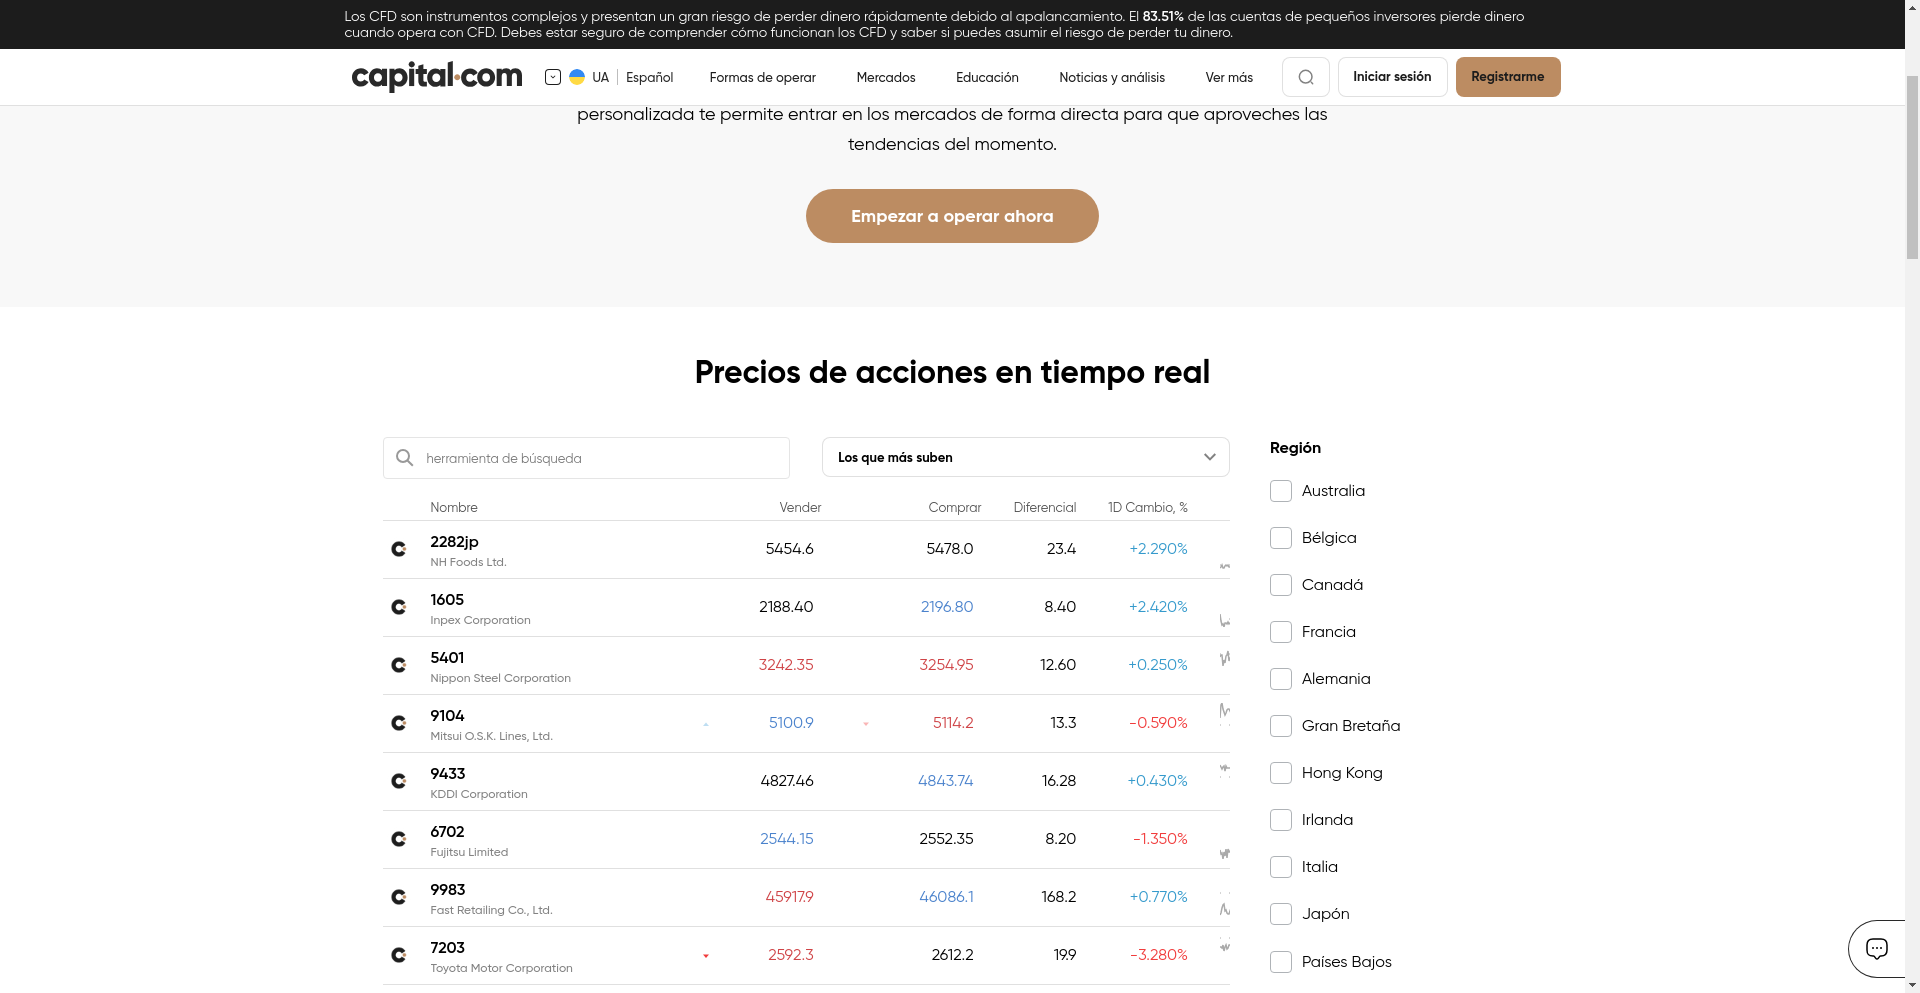 Los CFD son instrumentos complejos y presentan un gran riesgo de perder dinero rápidamente debido al apalancamiento. El 83.51% de las cuentas de pequeños inversores pierde dinero
cuando opera con CFD. Debes estar seguro de comprender cómo funcionan los CFD y saber si puedes asumir el riesgo de perder tu dinero.
capital.com UA Español Formas de operar Mercados Educación Noticias y análisis Ver más Iniciar sesión Registrarme
personalizada te permite entrar en los mercados de forma directa para que aproveches las
tendencias del momento.
Empezar a operar ahora
Precios de acciones en tiempo real
herramienta de búsqueda
Los que más suben
Nombre Vender Comprar Diferencial 1D Cambio, %
2282jp 5454.6 5478.0 23.4 +2.290%
NH Foods Ltd.
1605 2188.40 2196.80 8.40 +2.420%
Inpex Corporation
5401 3242.35 3254.95 12.60 +0.250%
Nippon Steel Corporation
9104 5100.9 5114.2 13.3 -0.590%
Mitsui O.S.K. Lines, Ltd.
9433 4827.46 4843.74 16.28 +0.430%
KDDI Corporation
6702 2544.15 2552.35 8.20 -1.350%
Fujitsu Limited
9983 45917.9 46086.1 168.2 +0.770%
Fast Retailing Co., Ltd.
7203 2592.3 2612.2 19.9 -3.280%
Toyota Motor Corporation
Región
Australia
Bélgica
Canadá
Francia
Alemania
Gran Bretaña
Hong Kong
Irlanda
Italia
Japón
Países Bajos